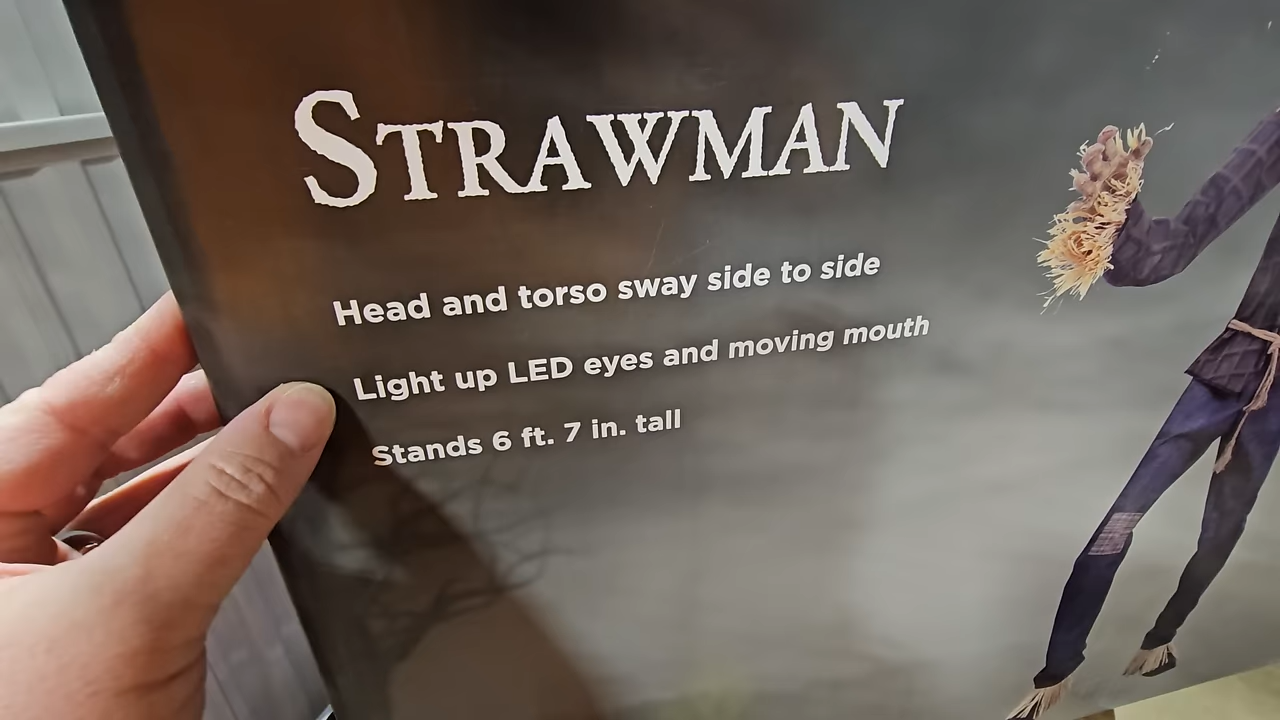 STRAWMAN
Head and torso sway side to side
Light up LED eyes and moving mouth
Stands 6 ft. 7 in. tall